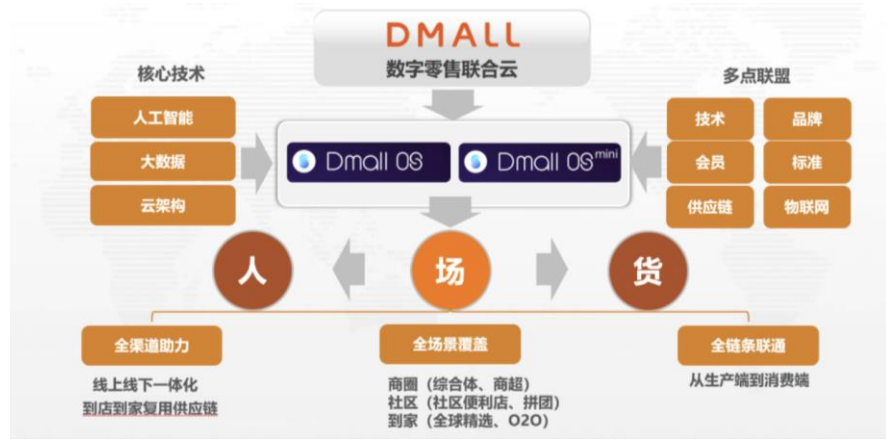 DMALL
数字零售联合云
核心技术
人工智能
大数据
云架构
Dmall OS
Dmall OS mini
多点联盟
技术
品牌
会员
标准
供应链
物联网
人
场
货
全渠道助力
线上线下一体化
到店到家复用供应链
全场景覆盖
商圈（综合体、商超）
社区（社区便利店、拼团）
到家（全球精选、O2O）
全链条联通
从生产端到消费端